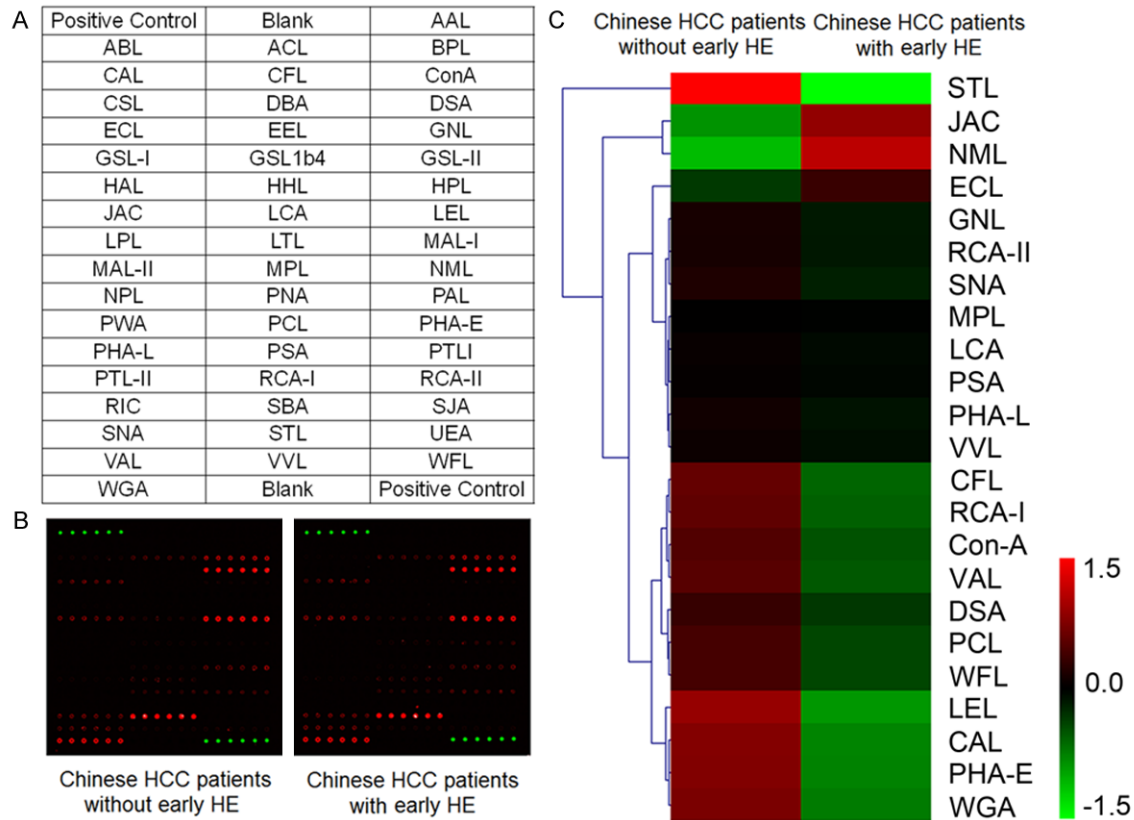 A
Positive Control Blank AAL
ABL ACL BPL
CAL CFL ConA
CSL DBA DSA
ECL EEL GNL
GSL-I GSL1b4 GSL-II
HAL HHL HPL
JAC LCA LEL
LPL LTL MAL-I
MAL-II MPL NML
NPL PNA PAL
PWA PCL PHA-E
PHA-L PSA PTLI
PTL-II RCA-I RCA-II
RIC SBA SJA
SNA STL UEA
VAL VVL WFL
WGA Blank Positive Control
B
Chinese HCC patients
without early HE
Chinese HCC patients
with early HE
C
Chinese HCC patients
without early HE
Chinese HCC patients
with early HE
STL
JAC
NML
ECL
GNL
RCA-II
SNA
MPL
LCA
PSA
PHA-L
VVL
CFL
RCA-I
Con-A
VAL
DSA
PCL
WFL
LEL
CAL
PHA-E
WGA
1.5
0.0
-1.5